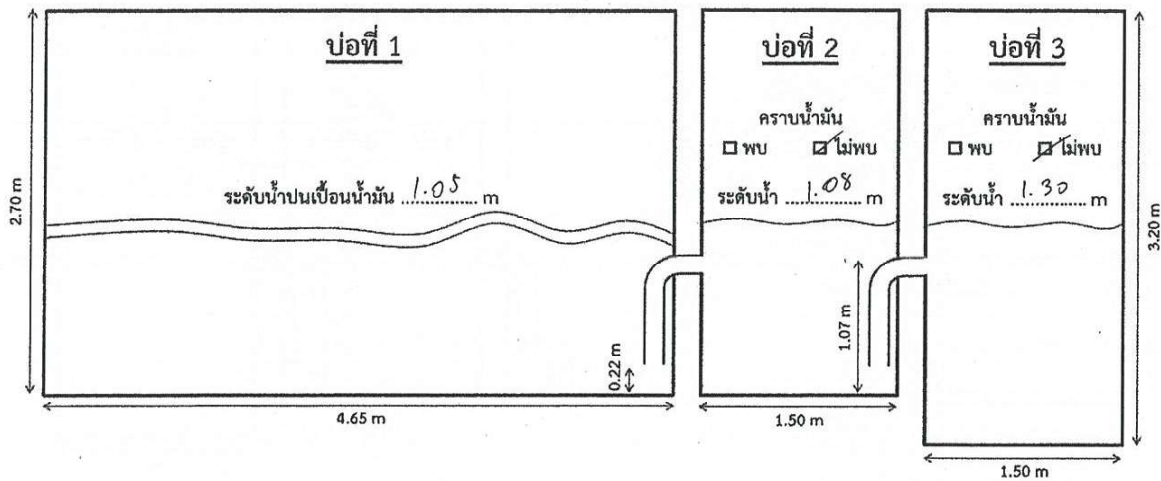 บ่อที่ 1
ระดับน้ำปนเปื้อนน้ำมัน 1.05 m
2.70 m
4.65 m
0.22 m
บ่อที่ 2
คราบน้ำมัน
☐ พบ ☑ ไม่พบ
ระดับน้ำ 1.08 m
1.07 m
1.50 m
บ่อที่ 3
คราบน้ำมัน
☐ พบ ☑ ไม่พบ
ระดับน้ำ 1.30 m
3.20 m
1.50 m